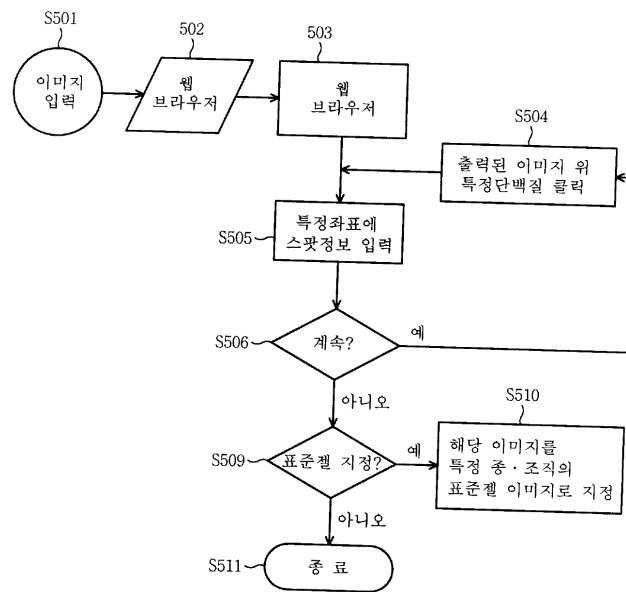 S501
이미지
입력
502
웹
브라우저
503
웹
브라우저
S504
출력된 이미지 위
특정단백질 클릭
S505
특정좌표에
스팟정보 입력
S506
계속?
예
아니오
S509
표준젤 지정?
예
S510
해당 이미지를
특정 종·조직의
표준젤 이미지로 지정
아니오
S511
종 료